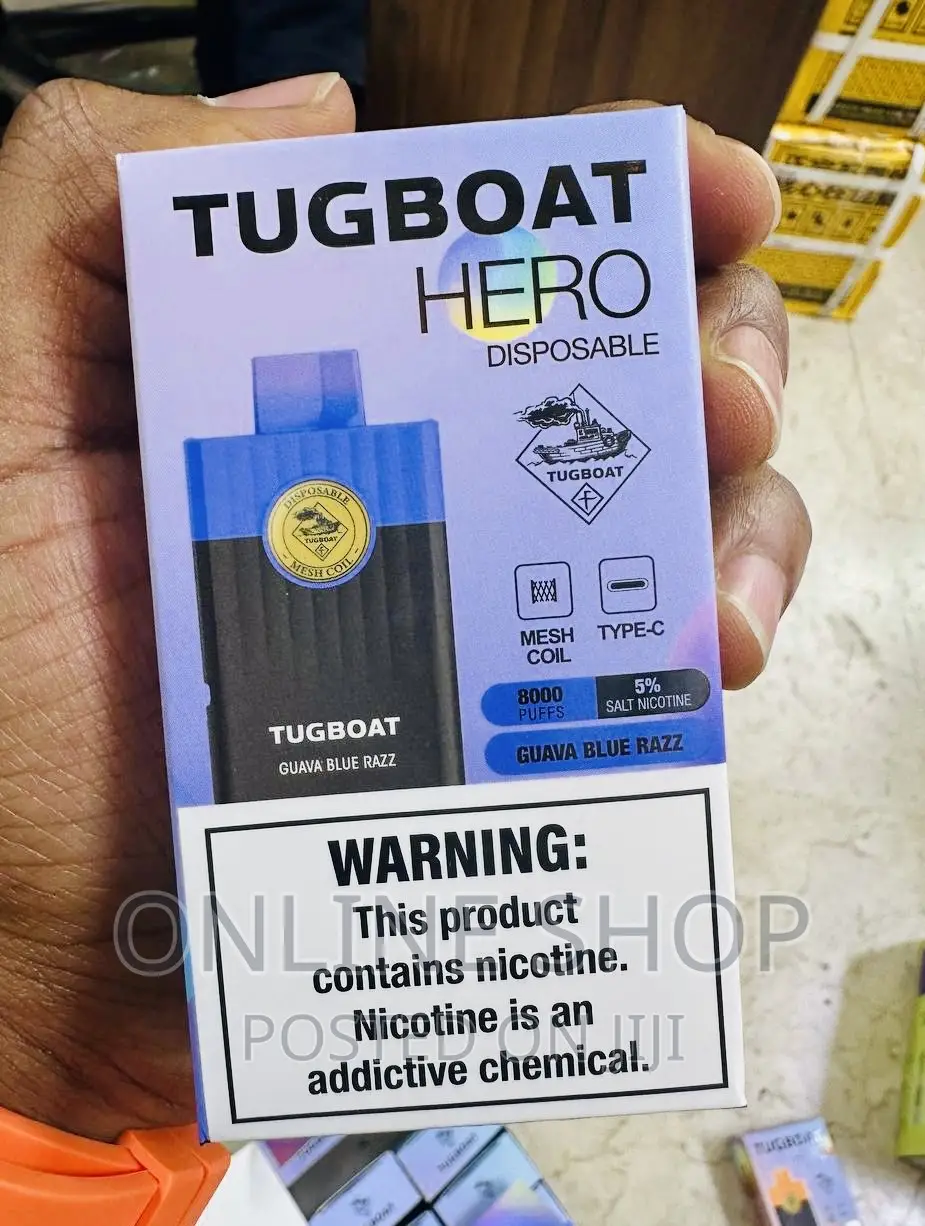 TUGBOAT
HERO
DISPOSABLE
TUGBOAT
DISPOSABLE
TUGBOAT
MESH COIL
MESH
COIL
TYPE-C
8000
PUFFS
5%
SALT NICOTINE
GUAVA BLUE RAZZ
TUGBOAT
GUAVA BLUE RAZZ
WARNING:
This product
contains nicotine.
Nicotine is an
addictive chemical.
ONLINE SHOP
POSTED ON JIJI